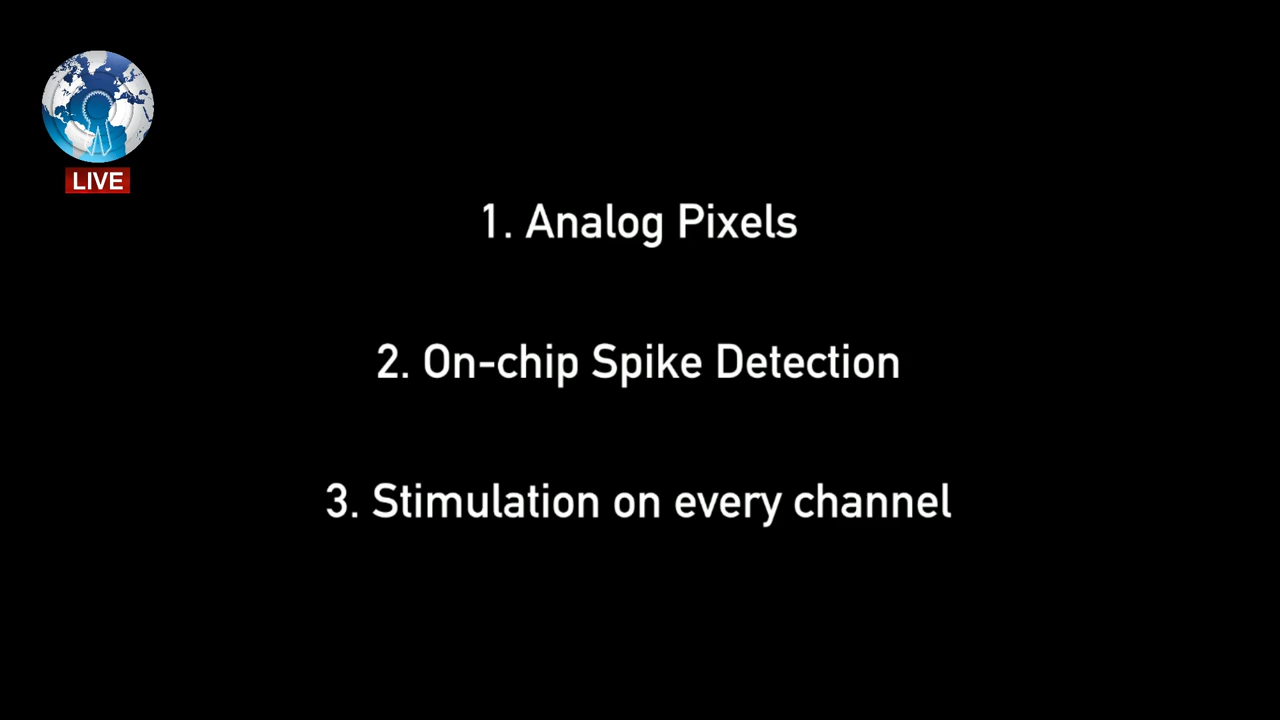 LIVE
1. Analog Pixels
2. On-chip Spike Detection
3. Stimulation on every channel